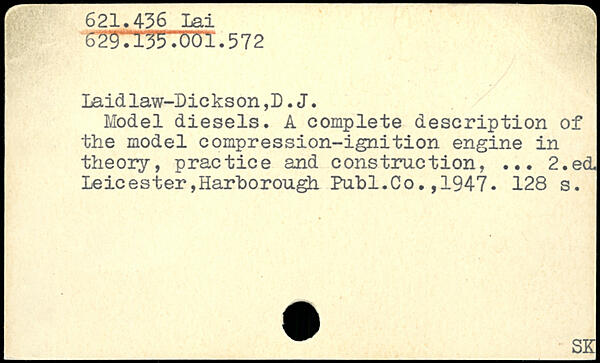 621.436 Lai
629.135.001.572
Laidlaw-Dickson,D.J.
Model diesels. A complete description of
the model compression-ignition engine in
theory, practice and construction, ... 2.ed.
Leicester,Harborough Publ.Co.,1947. 128 s.
SK